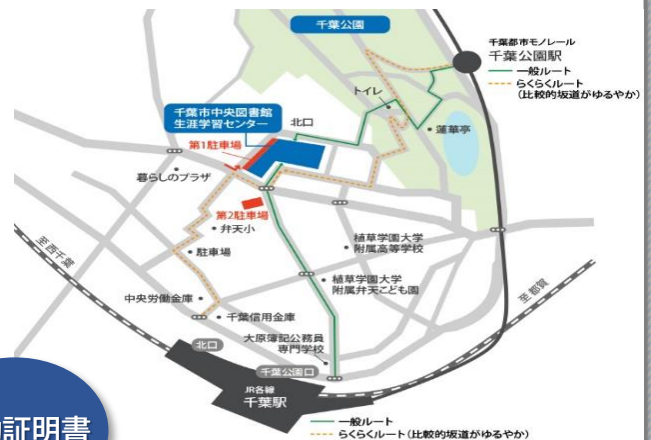 千葉公園
千葉都市モノレール
千葉公園駅
一般ルート
らくらくルート
(比較的坂道がゆるやか)
トイレ
蓮華亭
千葉市中央図書館
生涯学習センター
北口
第1駐車場
暮らしのプラザ
第2駐車場
弁天小
植草学園大学
附属高等学校
至西千葉
駐車場
植草学園大学
附属弁天こども園
至都賀
中央労働金庫
千葉信用金庫
大原簿記公務員
専門学校
北口
千葉公園口
JR各線
千葉駅
証明書
一般ルート
らくらくルート(比較的坂道がゆるやか)